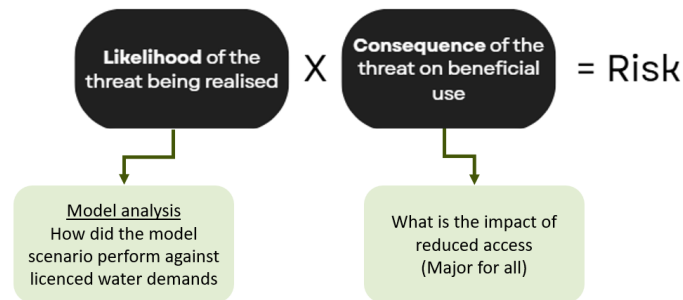 Likelihood of the
threat being realised
X
Consequence of the
threat on beneficial
use
= Risk
Model analysis
How did the model
scenario perform against
licenced water demands
What is the impact of
reduced access
(Major for all)